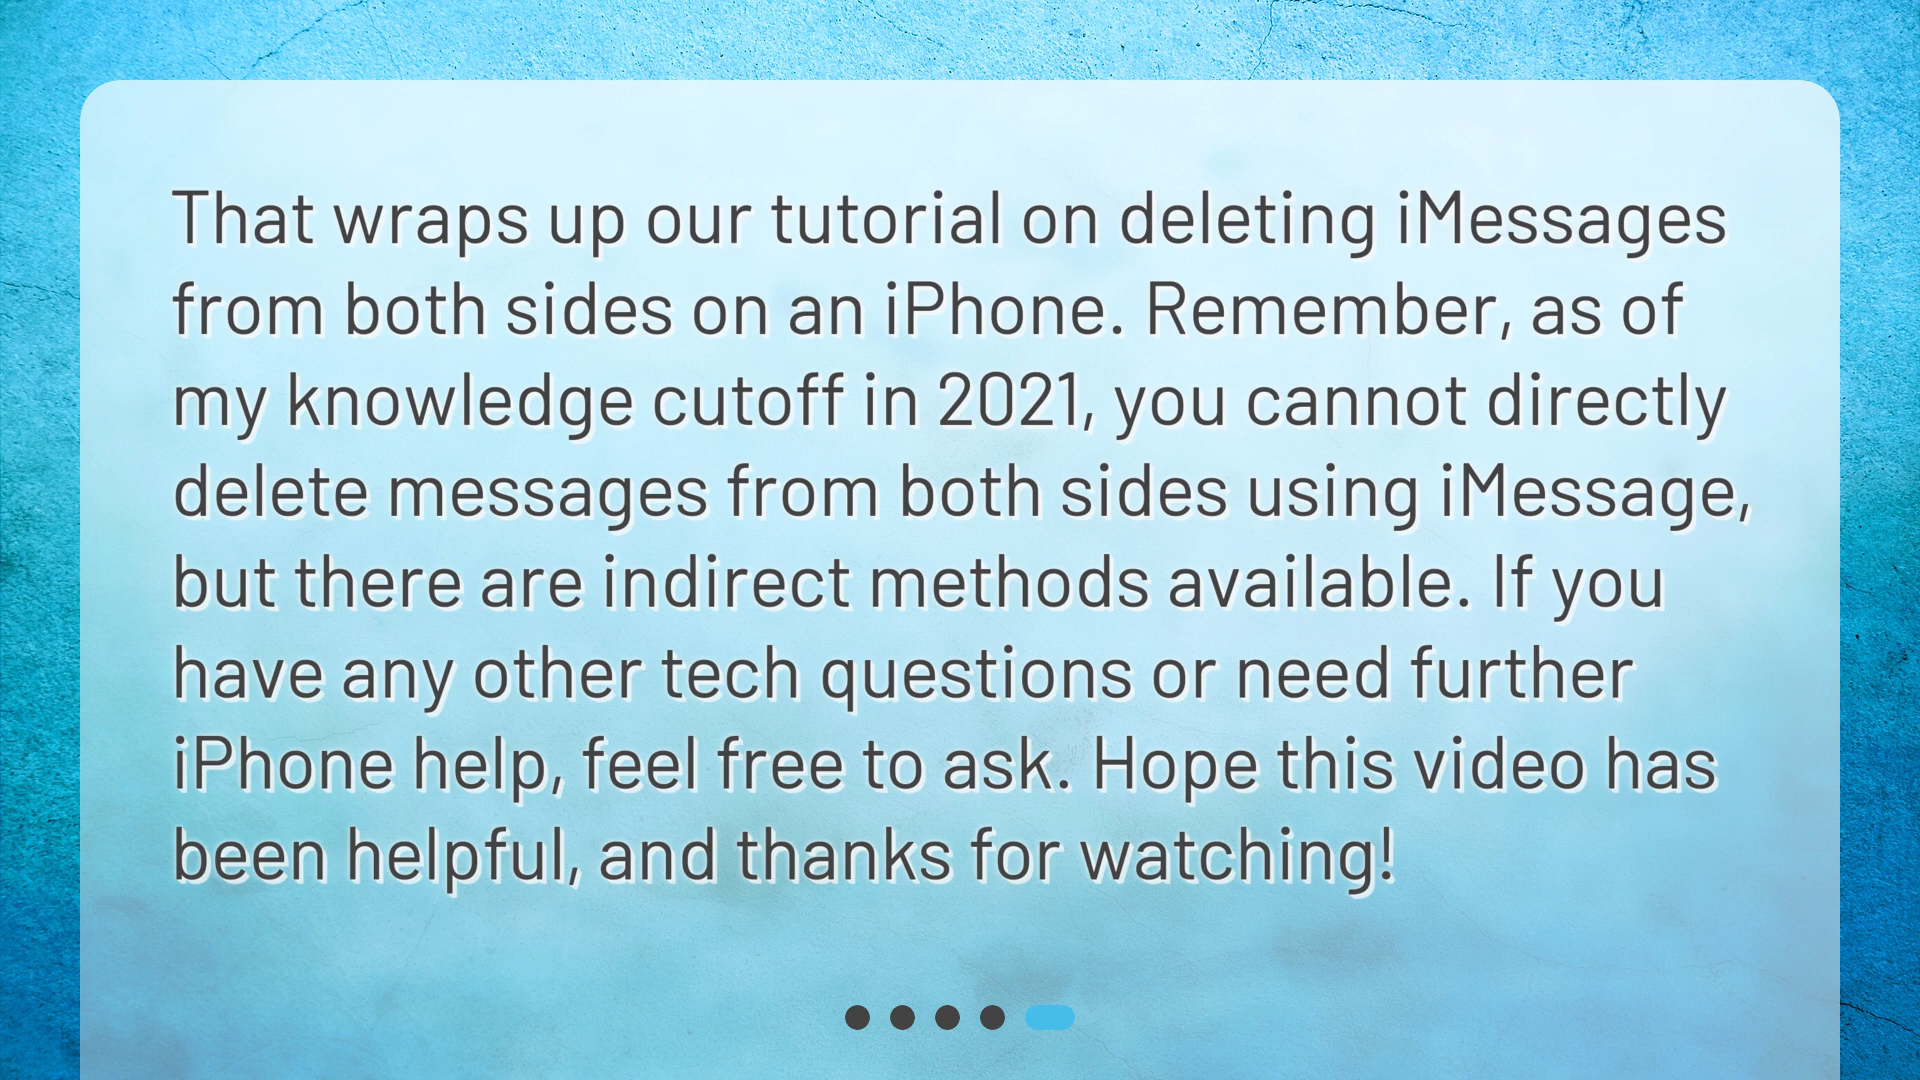 That wraps up our tutorial on deleting iMessages
from both sides on an iPhone. Remember, as of
my knowledge cutoff in 2021, you cannot directly
delete messages from both sides using iMessage,
but there are indirect methods available. If you
have any other tech questions or need further
iPhone help, feel free to ask. Hope this video has
been helpful, and thanks for watching!